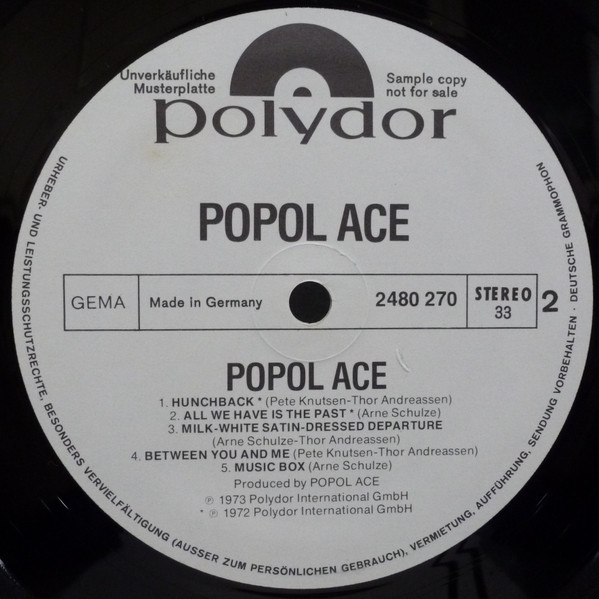 Unverkäufliche
Musterplatte
Sample copy
not for sale
polydor
POPOL ACE
GEMA
Made in Germany
2480 270
STEREO
33
2
POPOL ACE
1. HUNCHBACK * (Pete Knutsen-Thor Andreassen)
2. ALL WE HAVE IS THE PAST * (Arne Schulze)
3. MILK-WHITE SATIN-DRESSED DEPARTURE
(Arne Schulze-Thor Andreassen)
4. BETWEEN YOU AND ME (Pete Knutsen-Thor Andreassen)
5. MUSIC BOX (Arne Schulze)
Produced by POPOL ACE
℗ 1973 Polydor International GmbH
* ℗ 1972 Polydor International GmbH
URHEBER- UND LEISTUNGSSCHUTZRECHTE, BESONDERS VERVIELFÄLTIGUNG (AUSSER ZUM PERSÖNLICHEN GEBRAUCH), VERMIETUNG, AUFFÜHRUNG, SENDUNG VORBEHALTEN · DEUTSCHE GRAMMOPHON